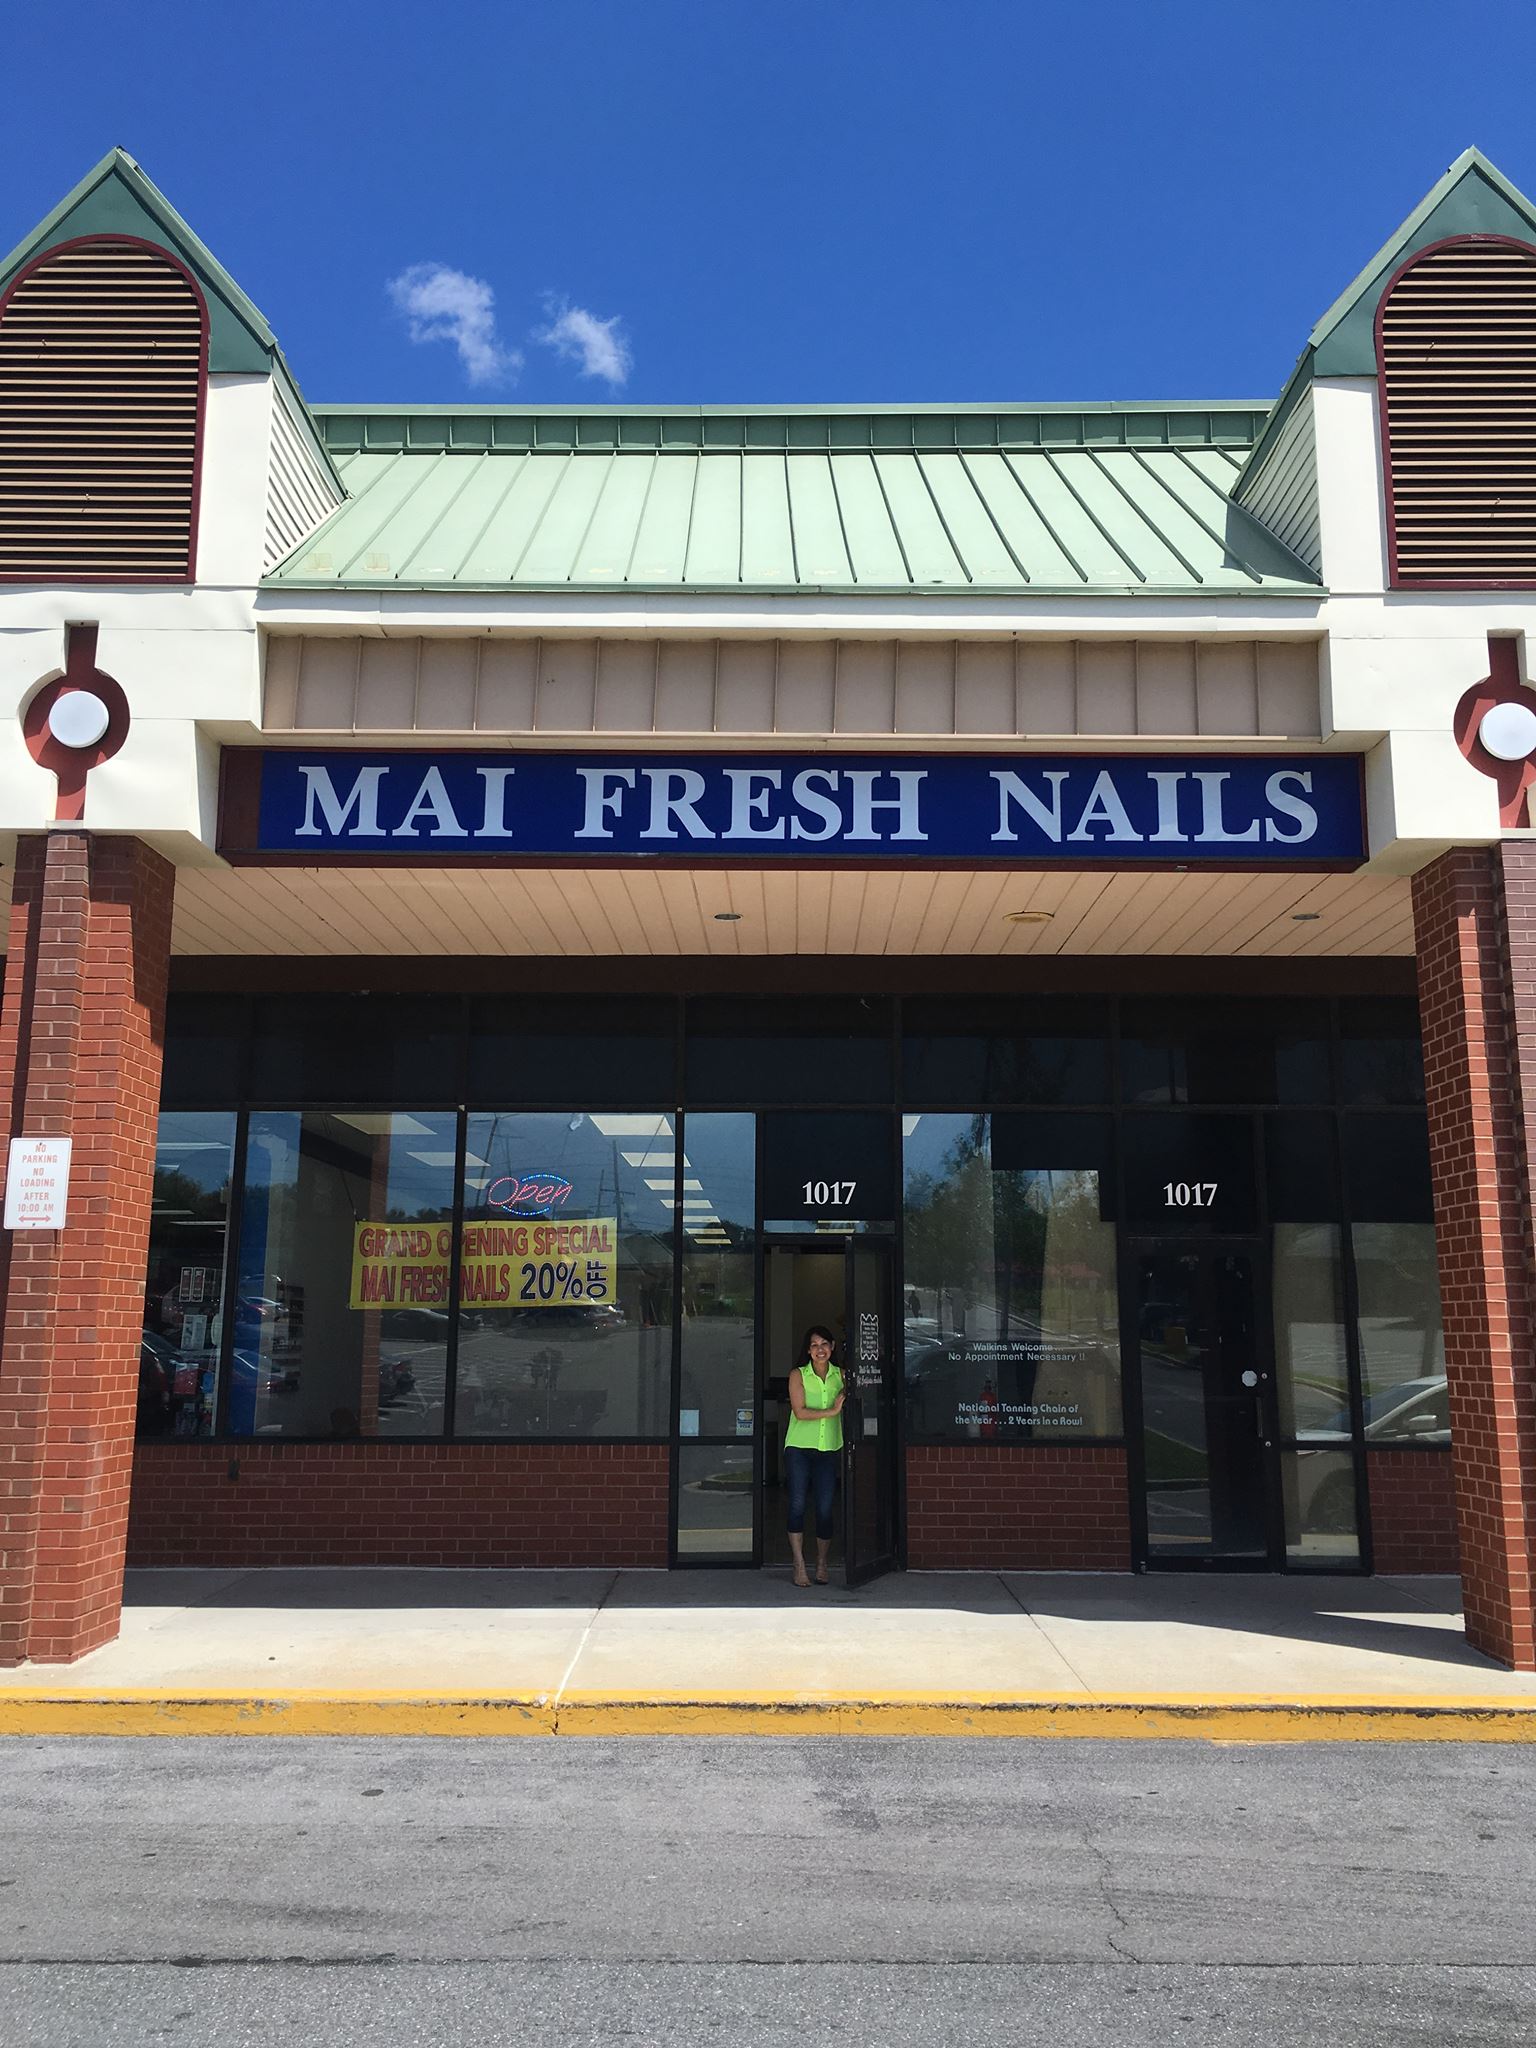 MAI FRESH NAILS
1017
1017
NO
PARKING
NO
LOADING
AFTER
10:00 AM
Open
GRAND OPENING SPECIAL
MAI FRESH NAILS 20% OFF
Walkins Welcome...
No Appointment Necessary !!
National Tanning Chain of
the Year... 2 Years in a Row!
VISA